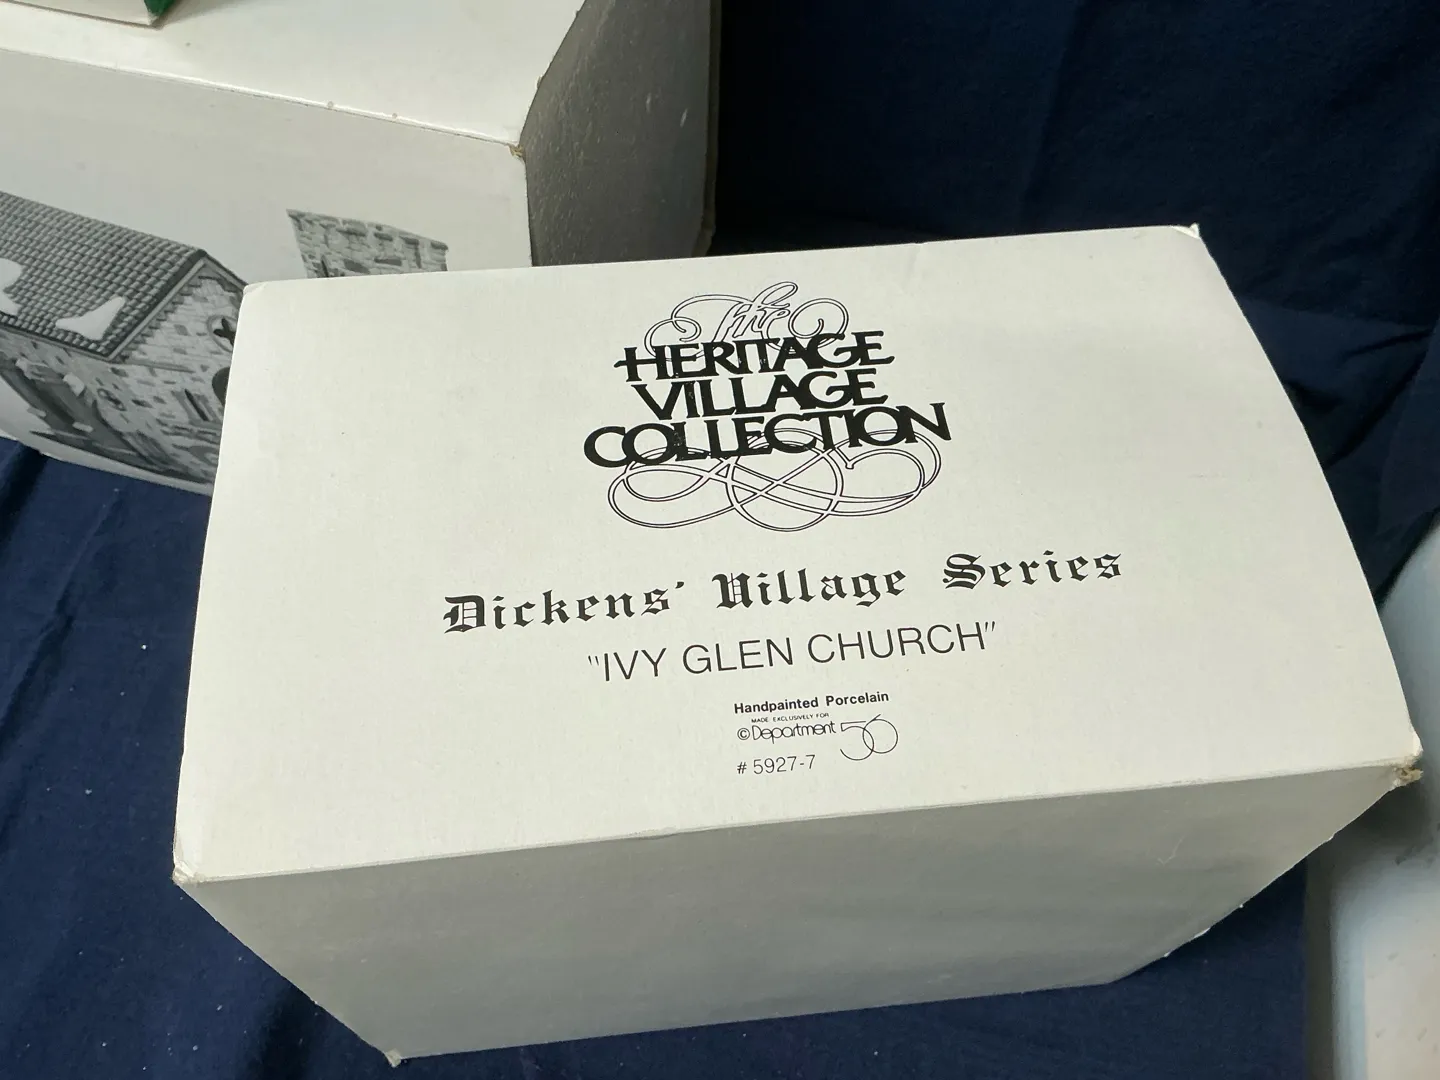 The
HERITAGE
VILLAGE
COLLECTION
Dickens' Village Series
"IVY GLEN CHURCH"
Handpainted Porcelain
MADE EXCLUSIVELY FOR
©Department 56
# 5927-7